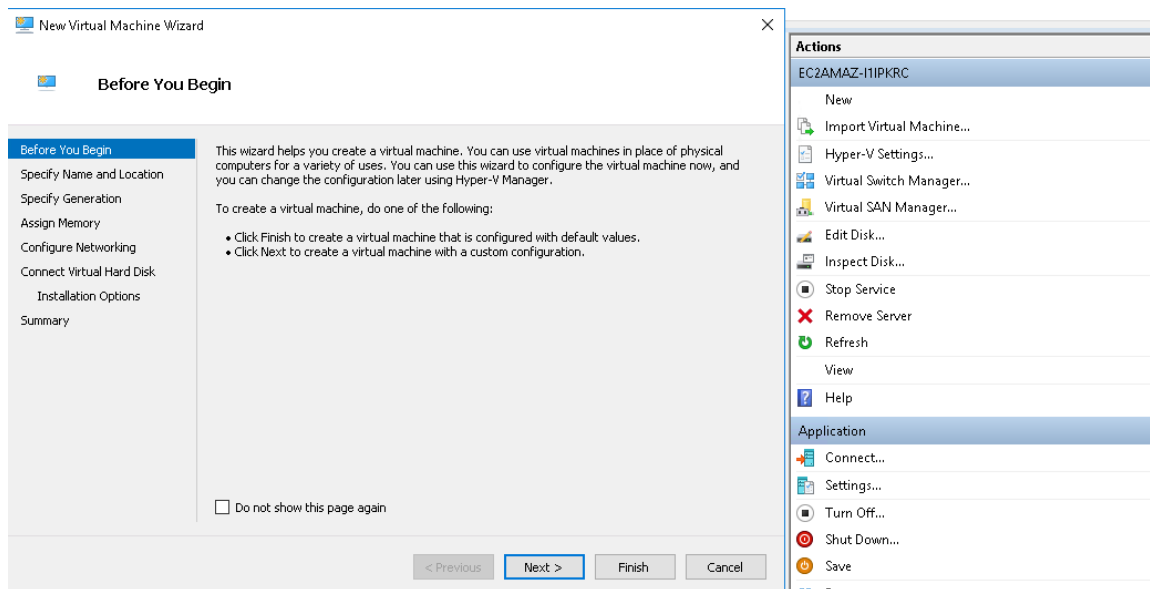 New Virtual Machine Wizard
Before You Begin
Before You Begin
Specify Name and Location
Specify Generation
Assign Memory
Configure Networking
Connect Virtual Hard Disk
Installation Options
Summary
This wizard helps you create a virtual machine. You can use virtual machines in place of physical
computers for a variety of uses. You can use this wizard to configure the virtual machine now, and
you can change the configuration later using Hyper-V Manager.
To create a virtual machine, do one of the following:
• Click Finish to create a virtual machine that is configured with default values.
• Click Next to create a virtual machine with a custom configuration.
Do not show this page again
< Previous
Next >
Finish
Cancel
Actions
EC2AMAZ-I1IPKRC
New
Import Virtual Machine...
Hyper-V Settings...
Virtual Switch Manager...
Virtual SAN Manager...
Edit Disk...
Inspect Disk...
Stop Service
Remove Server
Refresh
View
Help
Application
Connect...
Settings...
Turn Off...
Shut Down...
Save